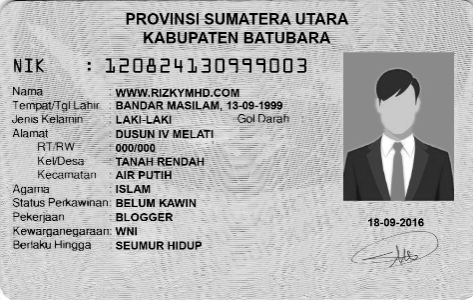 PROVINSI SUMATERA UTARA
KABUPATEN BATUBARA
NIK : 120824130999003
Nama : WWW.RIZKYMHD.COM
Tempat/Tgl Lahir : BANDAR MASILAM, 13-09-1999
Jenis Kelamin : LAKI-LAKI Gol Darah :
Alamat : DUSUN IV MELATI
RT/RW : 000/000
Kel/Desa : TANAH RENDAH
Kecamatan : AIR PUTIH
Agama : ISLAM
Status Perkawinan: BELUM KAWIN
Pekerjaan : BLOGGER
Kewarganegaraan: WNI
Berlaku Hingga : SEUMUR HIDUP
18-09-2016